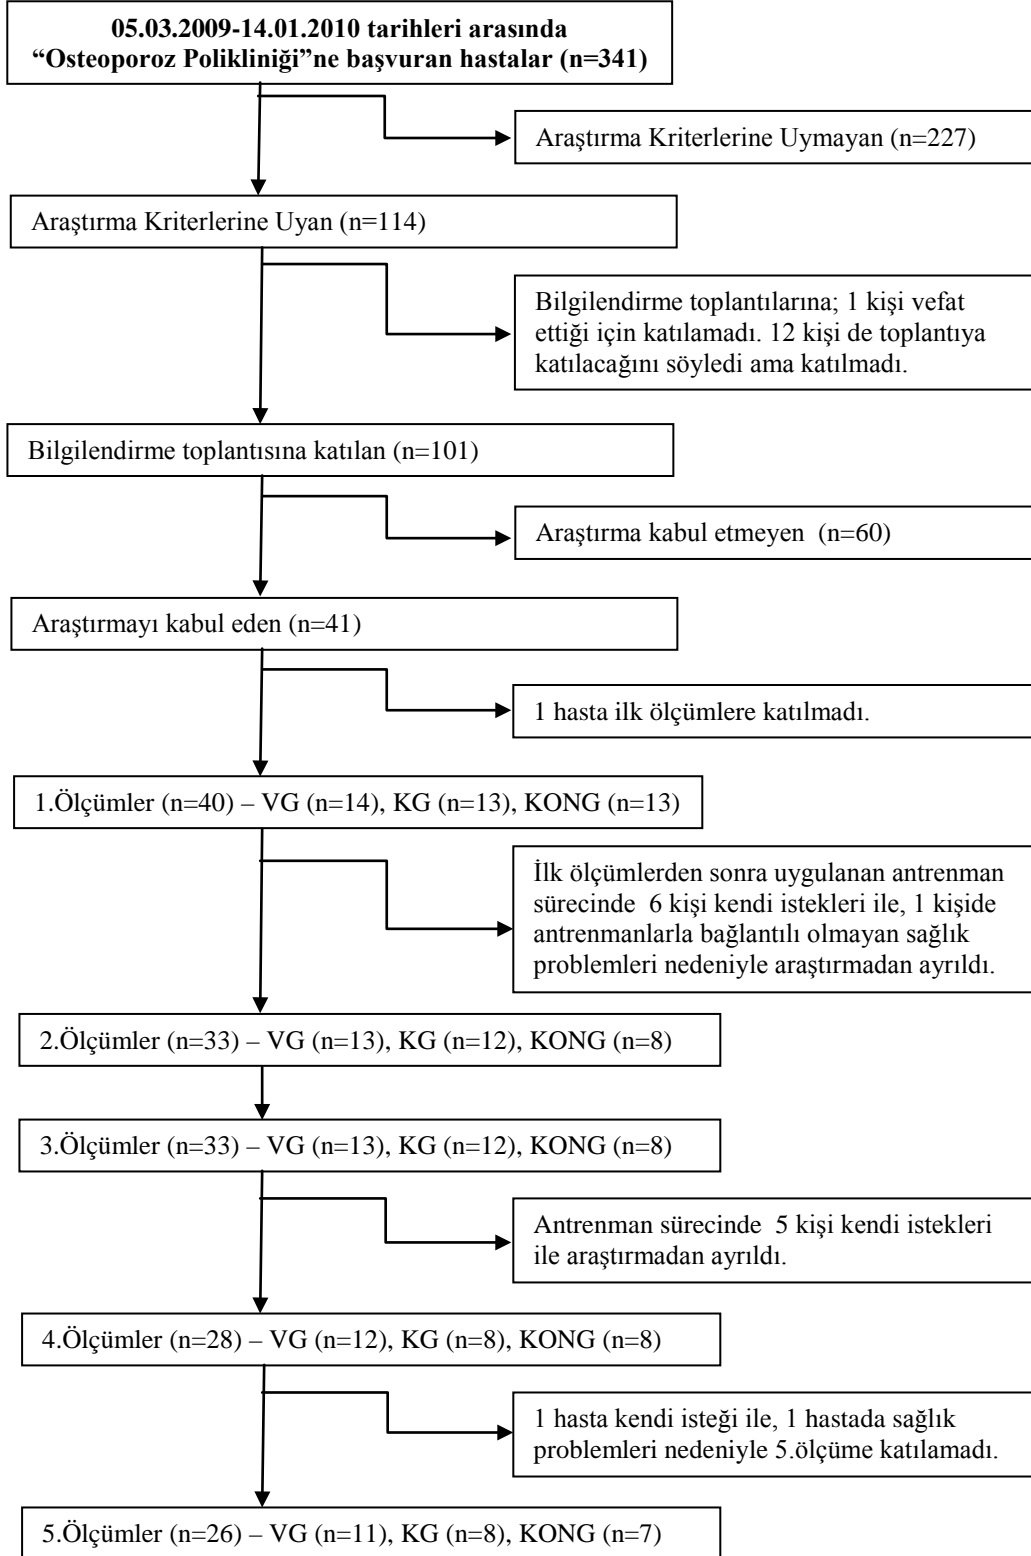 05.03.2009-14.01.2010 tarihleri arasında
“Osteoporoz Polikliniği”ne başvuran hastalar (n=341)
Araştırma Kriterlerine Uymayan (n=227)
Araştırma Kriterlerine Uyan (n=114)
Bilgilendirme toplantılarına; 1 kişi vefat
ettiği için katılamadı. 12 kişi de toplantıya
katılacağını söyledi ama katılmadı.
Bilgilendirme toplantısına katılan (n=101)
Araştırma kabul etmeyen  (n=60)
Araştırmayı kabul eden (n=41)
1 hasta ilk ölçümlere katılmadı.
1.Ölçümler (n=40) – VG (n=14), KG (n=13), KONG (n=13)
İlk ölçümlerden sonra uygulanan antrenman
sürecinde  6 kişi kendi istekleri ile, 1 kişide
antrenmanlarla bağlantılı olmayan sağlık
problemleri nedeniyle araştırmadan ayrıldı.
2.Ölçümler (n=33) – VG (n=13), KG (n=12), KONG (n=8)
3.Ölçümler (n=33) – VG (n=13), KG (n=12), KONG (n=8)
Antrenman sürecinde  5 kişi kendi istekleri
ile araştırmadan ayrıldı.
4.Ölçümler (n=28) – VG (n=12), KG (n=8), KONG (n=8)
1 hasta kendi isteği ile, 1 hastada sağlık
problemleri nedeniyle 5.ölçüme katılamadı.
5.Ölçümler (n=26) – VG (n=11), KG (n=8), KONG (n=7)